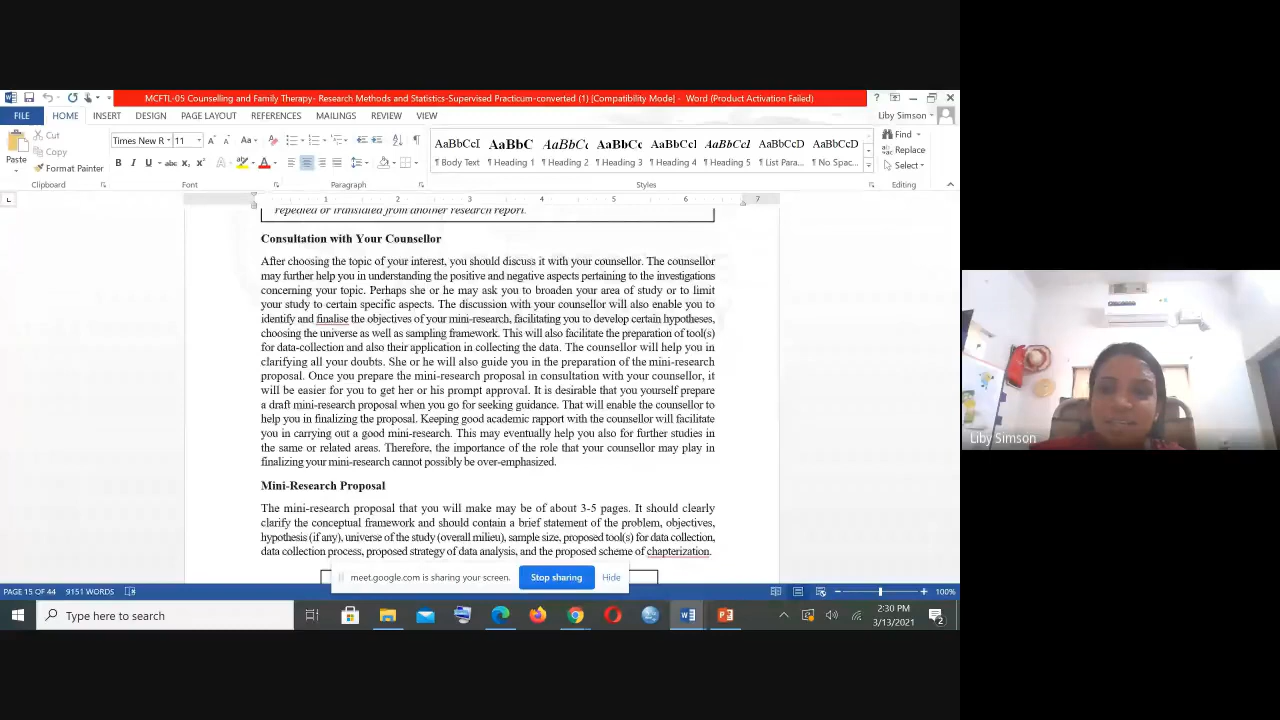 MCFTL-05 Counselling and Family Therapy- Research Methods and Statistics-Supervised Practicum-converted (1) [Compatibility Mode] - Word (Product Activation Failed)
FILE HOME INSERT DESIGN PAGE LAYOUT REFERENCES MAILINGS REVIEW VIEW Liby Simson
Cut
Copy
Format Painter
Paste
Times New R 11
AaBbCcI AaBbC AaBbCc AaBbCc AaBbCcI AaBbCcI AaBbCcD AaBbCcD
¶ Body Text Heading 1 Heading 2 Heading 3 Heading 4 Heading 5 ¶ List Para... ¶ No Spac...
Find
Replace
Select
Clipboard Font Paragraph Styles Editing
1 2 3 4 5 6 7
repeated or translated from another research report.
Consultation with Your Counsellor
After choosing the topic of your interest, you should discuss it with your counsellor. The counsellor
may further help you in understanding the positive and negative aspects pertaining to the investigations
concerning your topic. Perhaps she or he may ask you to broaden your area of study or to limit
your study to certain specific aspects. The discussion with your counsellor will also enable you to
identify and finalise the objectives of your mini-research, facilitating you to develop certain hypotheses,
choosing the universe as well as sampling framework. This will also facilitate the preparation of tool(s)
for data-collection and also their application in collecting the data. The counsellor will help you in
clarifying all your doubts. She or he will also guide you in the preparation of the mini-research
proposal. Once you prepare the mini-research proposal in consultation with your counsellor, it
will be easier for you to get her or his prompt approval. It is desirable that you yourself prepare
a draft mini-research proposal when you go for seeking guidance. That will enable the counsellor to
help you in finalizing the proposal. Keeping good academic rapport with the counsellor will facilitate
you in carrying out a good mini-research. This may eventually help you also for further studies in
the same or related areas. Therefore, the importance of the role that your counsellor may play in
finalizing your mini-research cannot possibly be over-emphasized.
Mini-Research Proposal
The mini-research proposal that you will make may be of about 3-5 pages. It should clearly
clarify the conceptual framework and should contain a brief statement of the problem, objectives,
hypothesis (if any), universe of the study (overall milieu), sample size, proposed tool(s) for data collection,
data collection process, proposed strategy of data analysis, and the proposed scheme of chapterization.
meet.google.com is sharing your screen. Stop sharing Hide
PAGE 15 OF 44 9151 WORDS 100%
Type here to search
2:30 PM
3/13/2021
2
Liby Simson